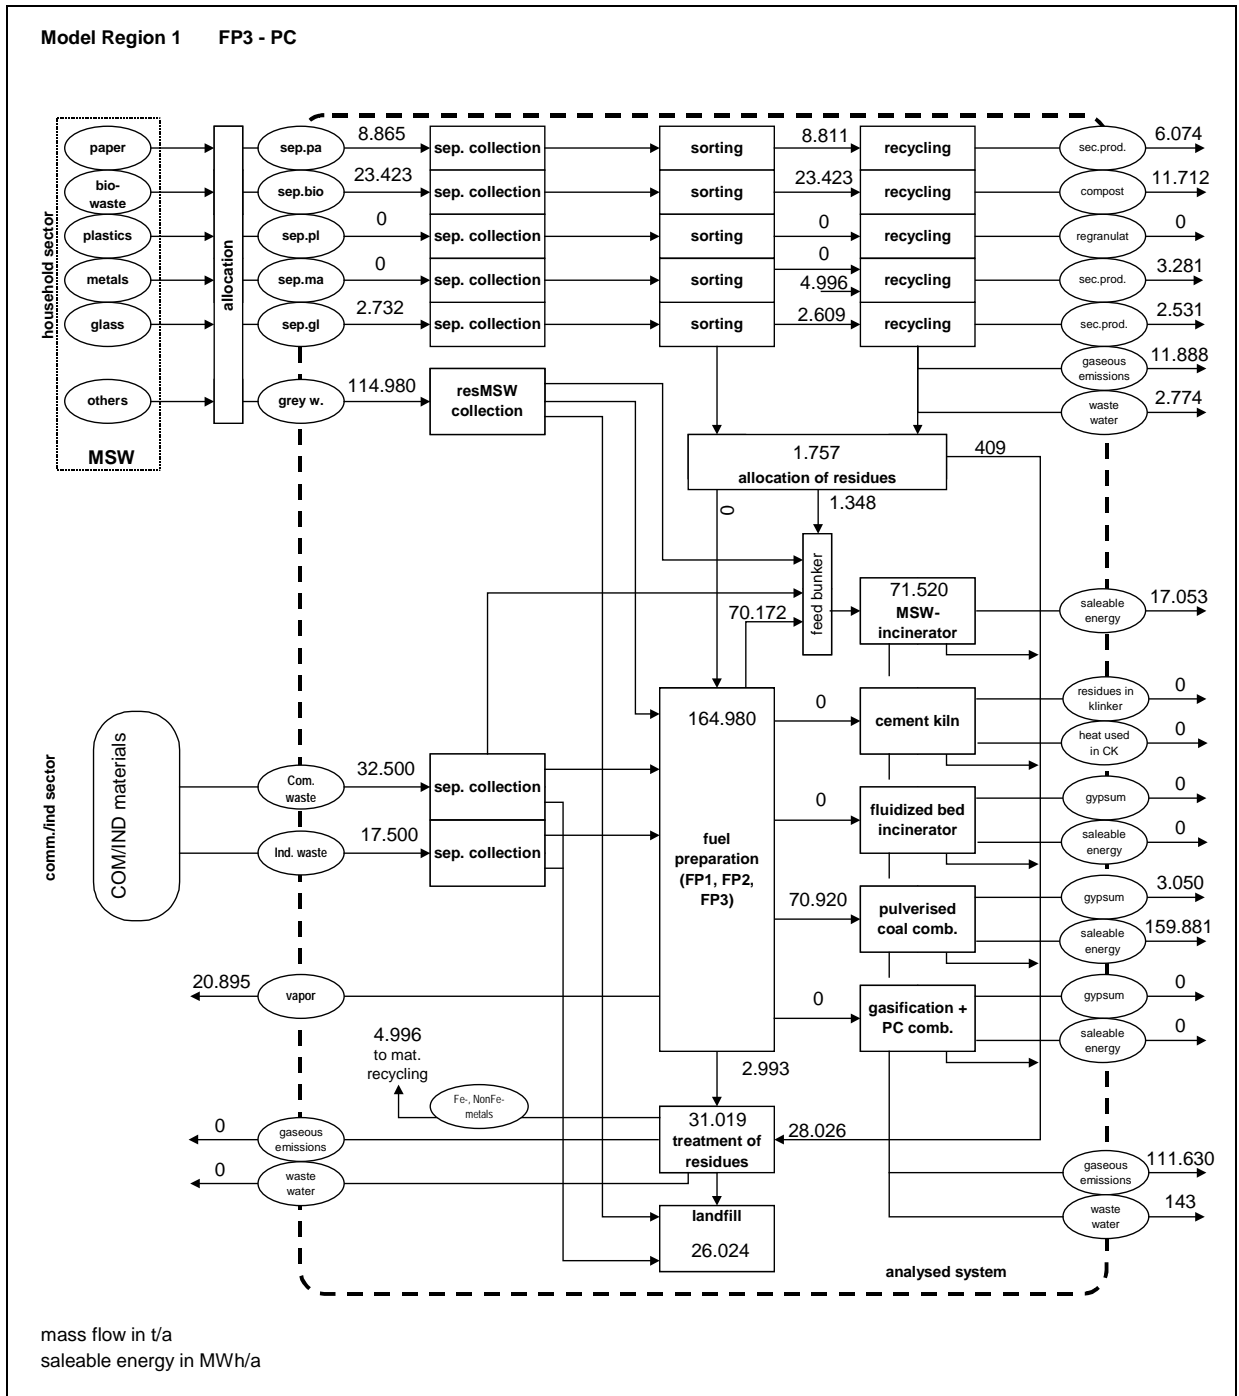 Model Region 1 FP3 - PC
household sector
paper
bio-
waste
plastics
metals
glass
others
MSW
allocation
sep.pa
8.865
sep. collection
sorting
8.811
recycling
sec.prod.
6.074
sep.bio
23.423
sep. collection
sorting
23.423
recycling
compost
11.712
sep.pl
0
sep. collection
sorting
0
recycling
regranulat
0
sep.ma
0
sep. collection
sorting
0
4.996
recycling
sec.prod.
3.281
sep.gl
2.732
sep. collection
sorting
2.609
recycling
sec.prod.
2.531
gaseous
emissions
11.888
waste
water
2.774
grey w.
114.980
resMSW
collection
1.757
allocation of residues
409
0
1.348
feed bunker
70.172
71.520
MSW-
incinerator
saleable
energy
17.053
164.980
fuel
preparation
(FP1, FP2,
FP3)
0
cement kiln
residues in
klinker
0
heat used
in CK
0
comm./ind sector
COM/IND materials
Com.
waste
32.500
sep. collection
Ind. waste
17.500
sep. collection
0
fluidized bed
incinerator
gypsum
0
saleable
energy
0
70.920
pulverised
coal comb.
gypsum
3.050
saleable
energy
159.881
20.895
vapor
0
gasification +
PC comb.
gypsum
0
saleable
energy
0
4.996
to mat.
recycling
Fe-, NonFe-
metals
2.993
31.019
treatment of
residues
28.026
0
gaseous
emissions
0
waste
water
landfill
26.024
gaseous
emissions
111.630
waste
water
143
analysed system
mass flow in t/a
saleable energy in MWh/a